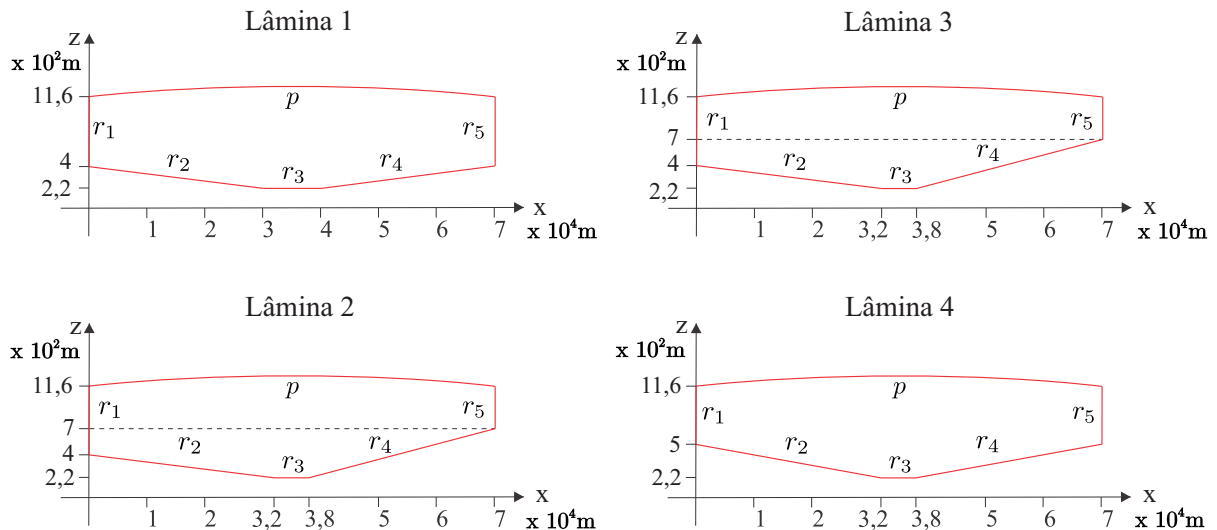 Lâmina 1
z
x 10²m
11,6
p
r₁
r₅
4
r₂
r₃
r₄
2,2
x
1 2 3 4 5 6 7 x 10⁴m
Lâmina 3
z
x 10²m
11,6
p
r₁
r₅
7
r₄
4
r₂
r₃
2,2
x
1 2 3,2 3,8 5 6 7 x 10⁴m
Lâmina 2
z
x 10²m
11,6
p
r₁
r₅
7
r₂
r₄
4
r₃
2,2
x
1 2 3,2 3,8 5 6 7 x 10⁴m
Lâmina 4
z
x 10²m
11,6
p
r₁
r₅
5
r₂
r₄
r₃
2,2
x
1 2 3,2 3,8 5 6 7 x 10⁴m